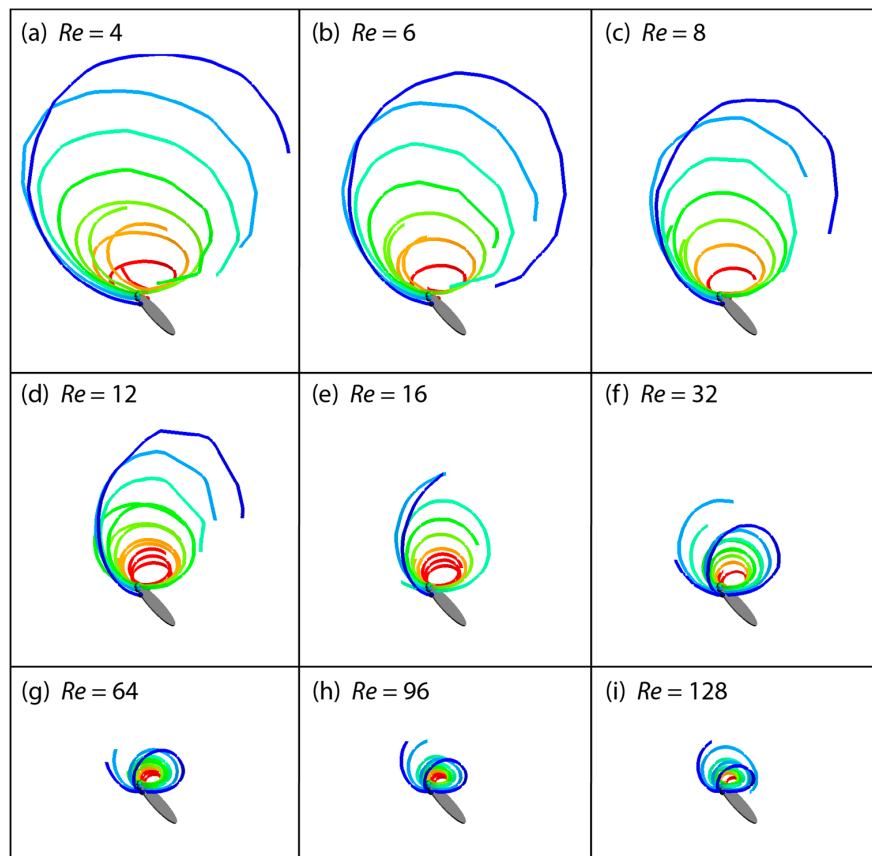 (a) Re = 4
(b) Re = 6
(c) Re = 8
(d) Re = 12
(e) Re = 16
(f) Re = 32
(g) Re = 64
(h) Re = 96
(i) Re = 128